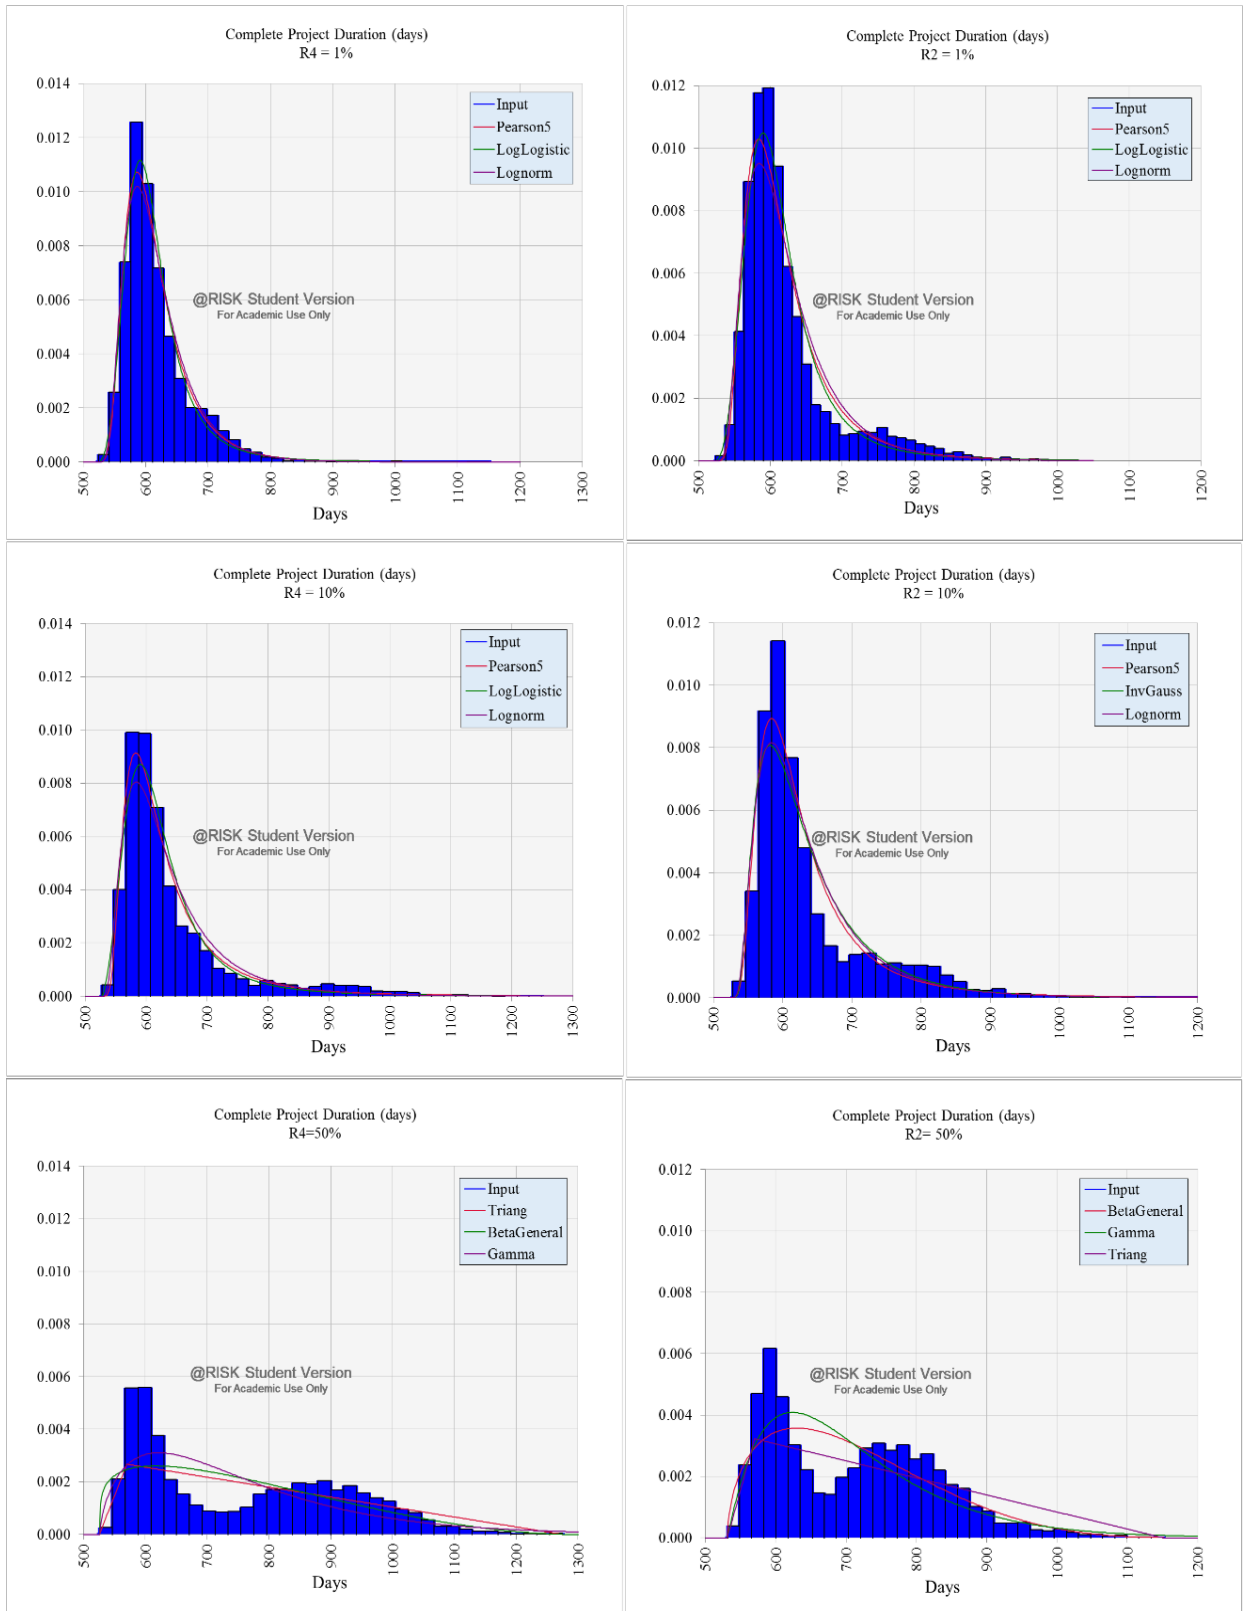 Complete Project Duration (days)
R4 = 1%
0.014
0.012
0.010
0.008
0.006
0.004
0.002
0.000
Input
Pearson5
LogLogistic
Lognorm
@RISK Student Version
For Academic Use Only
500
600
700
800
900
1000
1100
1200
1300
Days
Complete Project Duration (days)
R2 = 1%
0.012
0.010
0.008
0.006
0.004
0.002
0.000
Input
Pearson5
LogLogistic
Lognorm
@RISK Student Version
For Academic Use Only
500
600
700
800
900
1000
1100
1200
Days
Complete Project Duration (days)
R4 = 10%
0.014
0.012
0.010
0.008
0.006
0.004
0.002
0.000
Input
Pearson5
LogLogistic
Lognorm
@RISK Student Version
For Academic Use Only
500
600
700
800
900
1000
1100
1200
1300
Days
Complete Project Duration (days)
R2 = 10%
0.012
0.010
0.008
0.006
0.004
0.002
0.000
Input
Pearson5
InvGauss
Lognorm
@RISK Student Version
For Academic Use Only
500
600
700
800
900
1000
1100
1200
Days
Complete Project Duration (days)
R4=50%
0.014
0.012
0.010
0.008
0.006
0.004
0.002
0.000
Input
Triang
BetaGeneral
Gamma
@RISK Student Version
For Academic Use Only
500
600
700
800
900
1000
1100
1200
1300
Days
Complete Project Duration (days)
R2= 50%
0.012
0.010
0.008
0.006
0.004
0.002
0.000
Input
BetaGeneral
Gamma
Triang
@RISK Student Version
For Academic Use Only
500
600
700
800
900
1000
1100
1200
Days